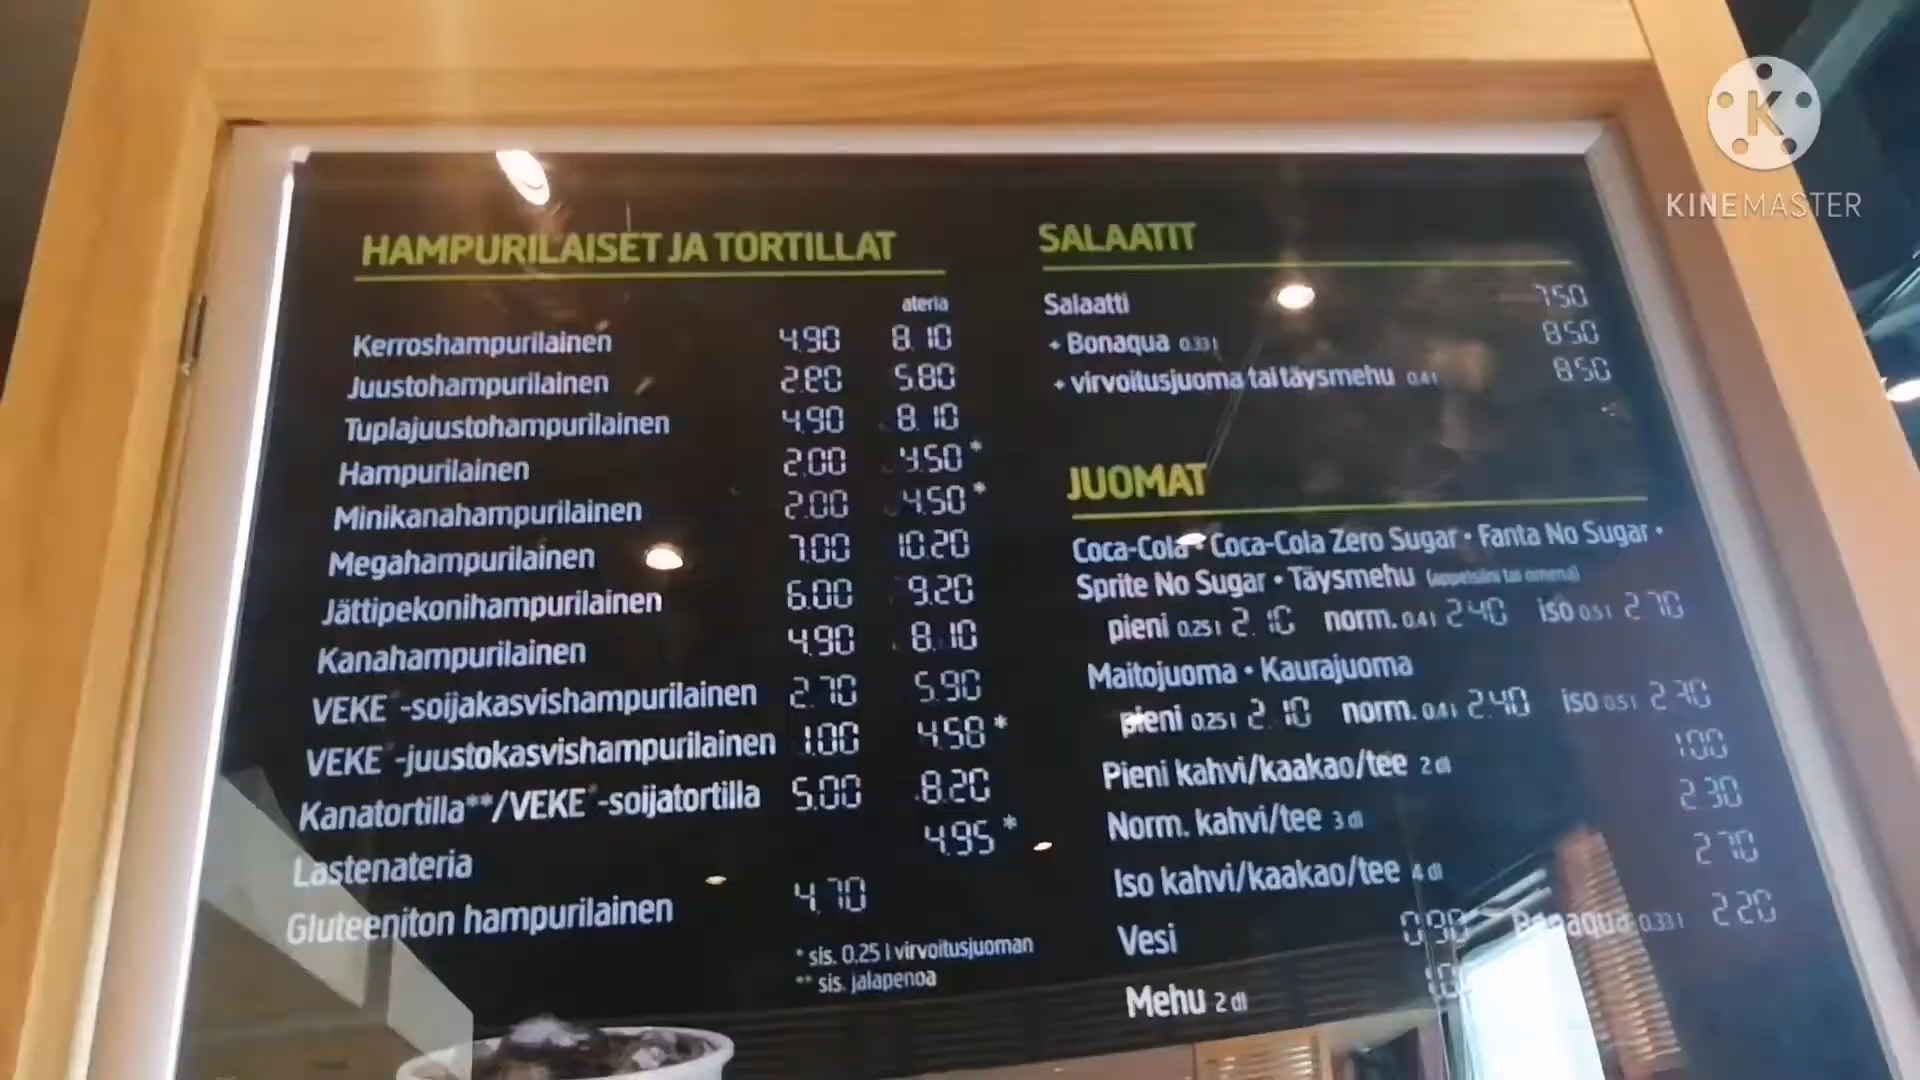 HAMPURILAISET JA TORTILLAT
ateria
Kerroshampurilainen 4.90 8.10
Juustohampurilainen 2.80 5.80
Tuplajuustohampurilainen 4.90 8.10
Hampurilainen 2.00 4.50 *
Minikanahampurilainen 2.00 4.50 *
Megahampurilainen 7.00 10.20
Jättipekonihampurilainen 6.00 9.20
Kanahampurilainen 4.90 8.10
VEKE -soijakasvishampurilainen 2.70 5.90
VEKE -juustokasvishampurilainen 1.00 4.58 *
Kanatortilla**/VEKE -soijatortilla 5.00 8.20
Lastenateria 4.95 *
Gluteeniton hampurilainen 4.70
* sis. 0,25 l virvoitusjuoman
** sis. jalapenoa
SALAATIT
Salaatti 7.50
+ Bonaqua 0.33 l 8.50
+ virvoitusjuoma tai täysmehu 0.4 l 8.50
JUOMAT
Coca-Cola • Coca-Cola Zero Sugar • Fanta No Sugar •
Sprite No Sugar • Täysmehu (appelsiini tai omena)
pieni 0.25 l 2.10 norm. 0.4 l 2.40 iso 0.5 l 2.70
Maitojuoma • Kaurajuoma
pieni 0.25 l 2.10 norm. 0.4 l 2.40 iso 0.5 l 2.70
Pieni kahvi/kaakao/tee 2 dl 1.00
Norm. kahvi/tee 3 dl 2.30
Iso kahvi/kaakao/tee 4 dl 2.70
Vesi 0.90 Bonaqua 0.33 l 2.20
Mehu 2 dl
K
KINEMASTER